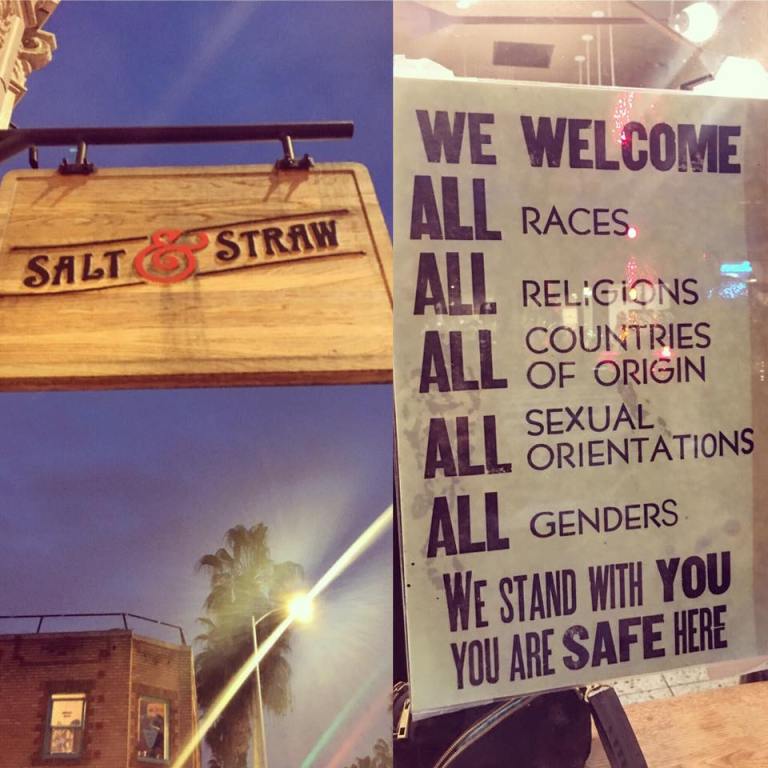 SALT & STRAW
WE WELCOME
ALL RACES
ALL RELIGIONS
ALL COUNTRIES
OF ORIGIN
ALL SEXUAL
ORIENTATIONS
ALL GENDERS
WE STAND WITH YOU
YOU ARE SAFE HERE